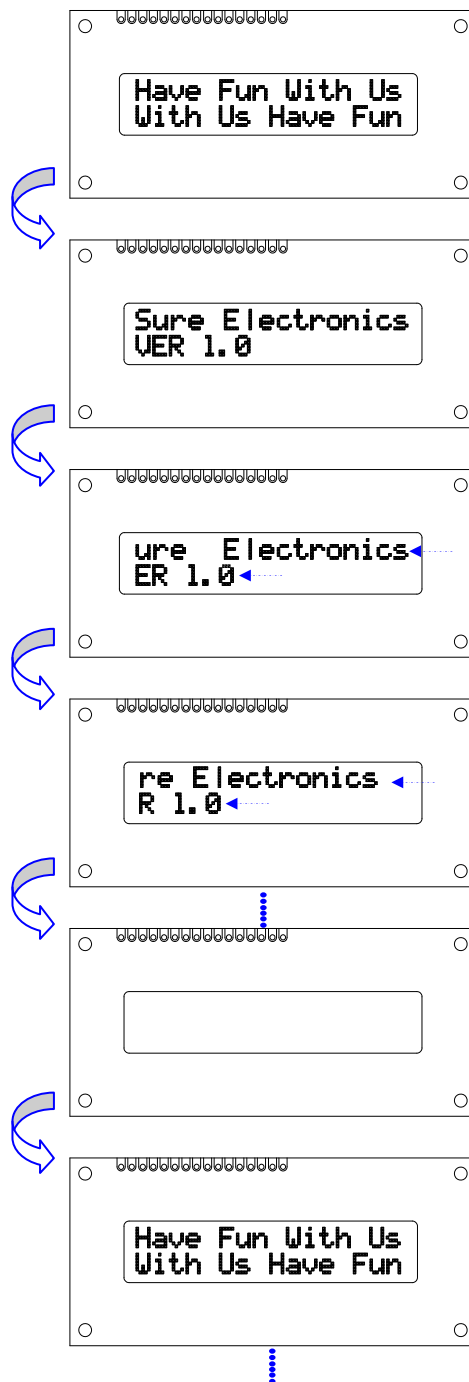 Have Fun With Us
With Us Have Fun
Sure Electronics
VER 1.0
ure Electronics
ER 1.0
re Electronics
R 1.0
Have Fun With Us
With Us Have Fun